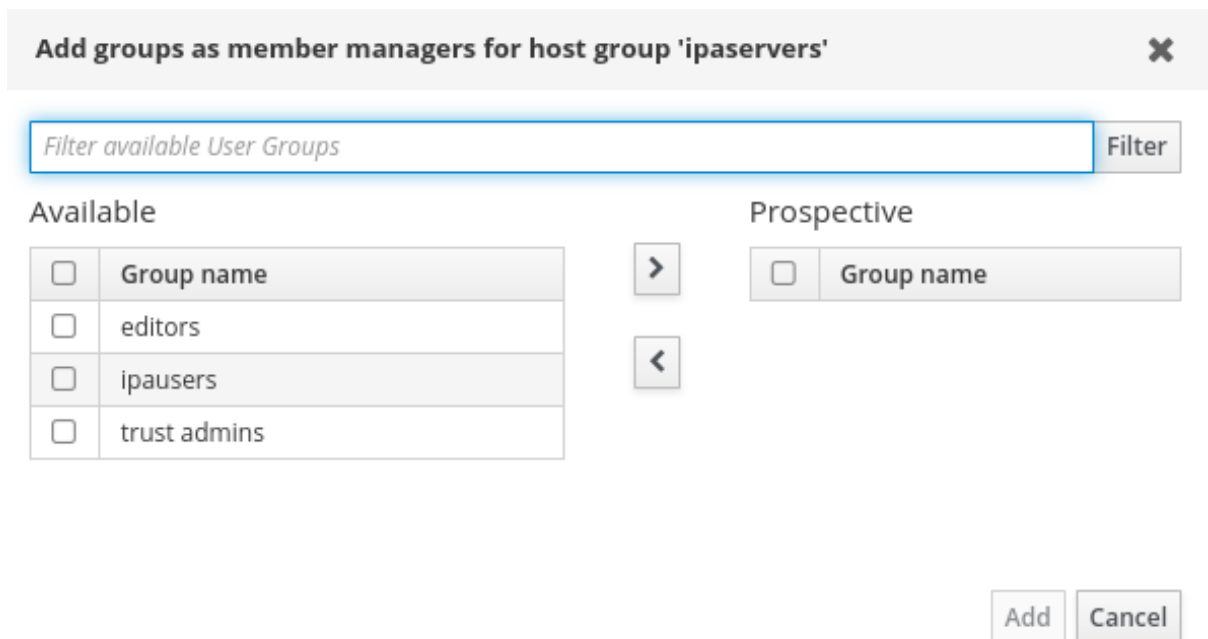 Add groups as member managers for host group 'ipaservers'
Filter available User Groups
Filter
Available
Prospective
Group name
Group name
editors
ipausers
trust admins
Add
Cancel